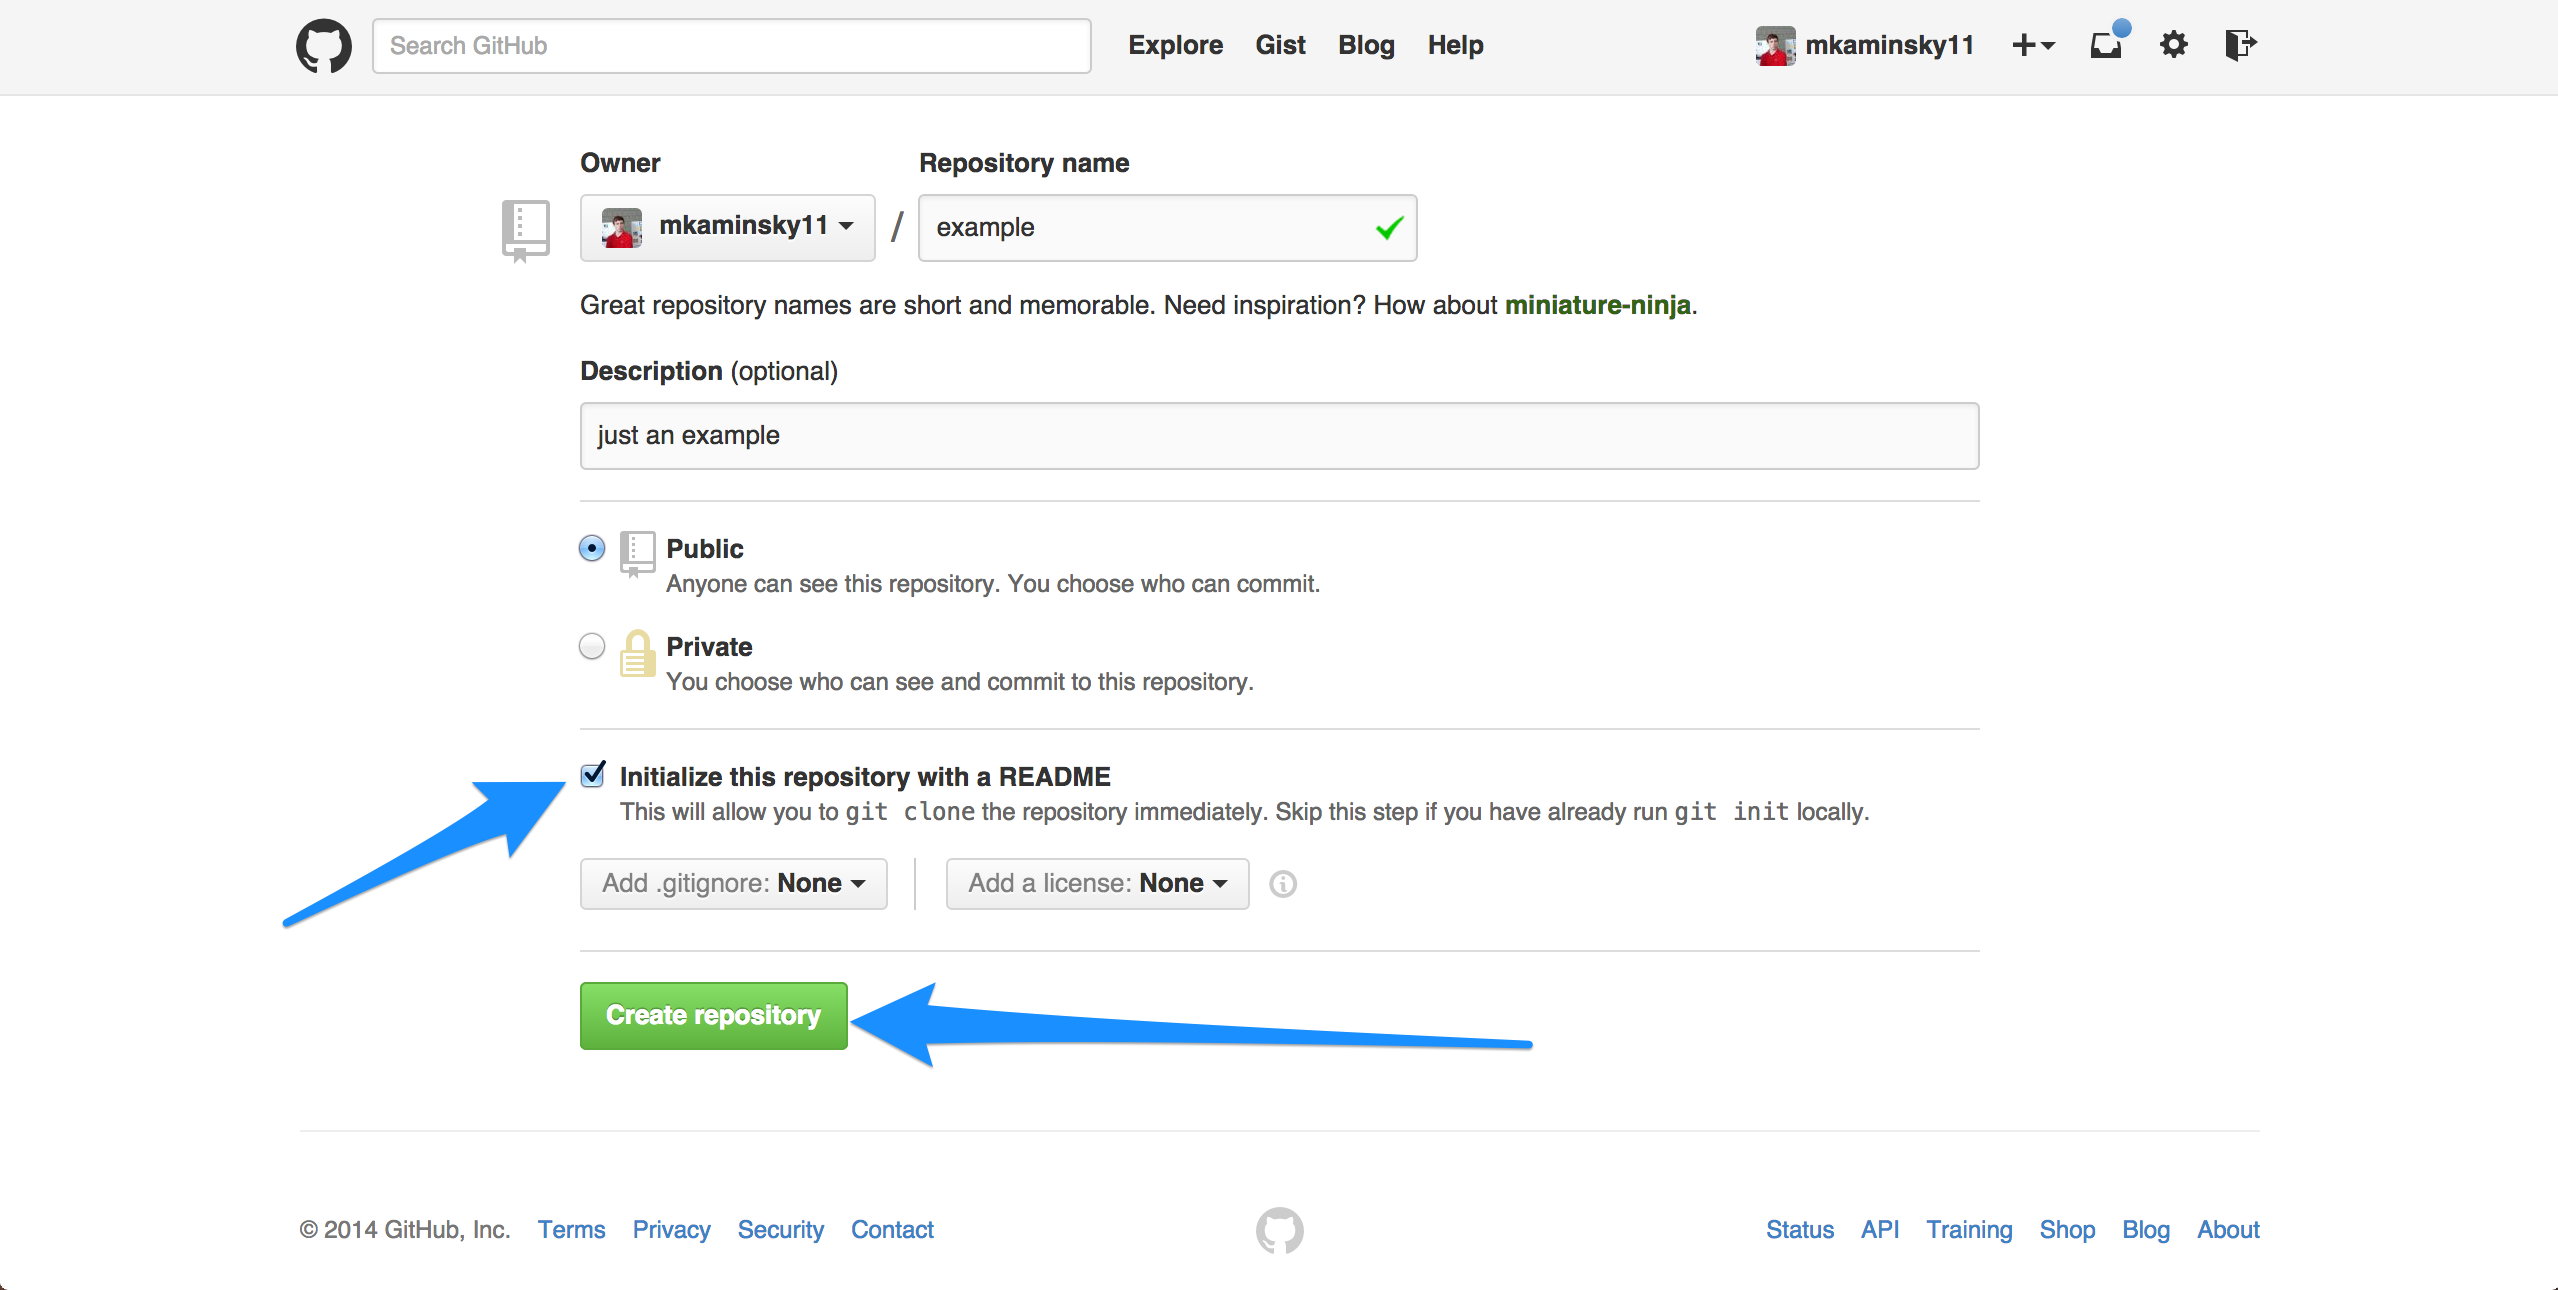 Search GitHub Explore Gist Blog Help mkaminsky11
Owner Repository name
mkaminsky11 / example
Great repository names are short and memorable. Need inspiration? How about miniature-ninja.
Description (optional)
just an example
Public
Anyone can see this repository. You choose who can commit.
Private
You choose who can see and commit to this repository.
Initialize this repository with a README
This will allow you to git clone the repository immediately. Skip this step if you have already run git init locally.
Add .gitignore: None Add a license: None
Create repository
© 2014 GitHub, Inc. Terms Privacy Security Contact Status API Training Shop Blog About